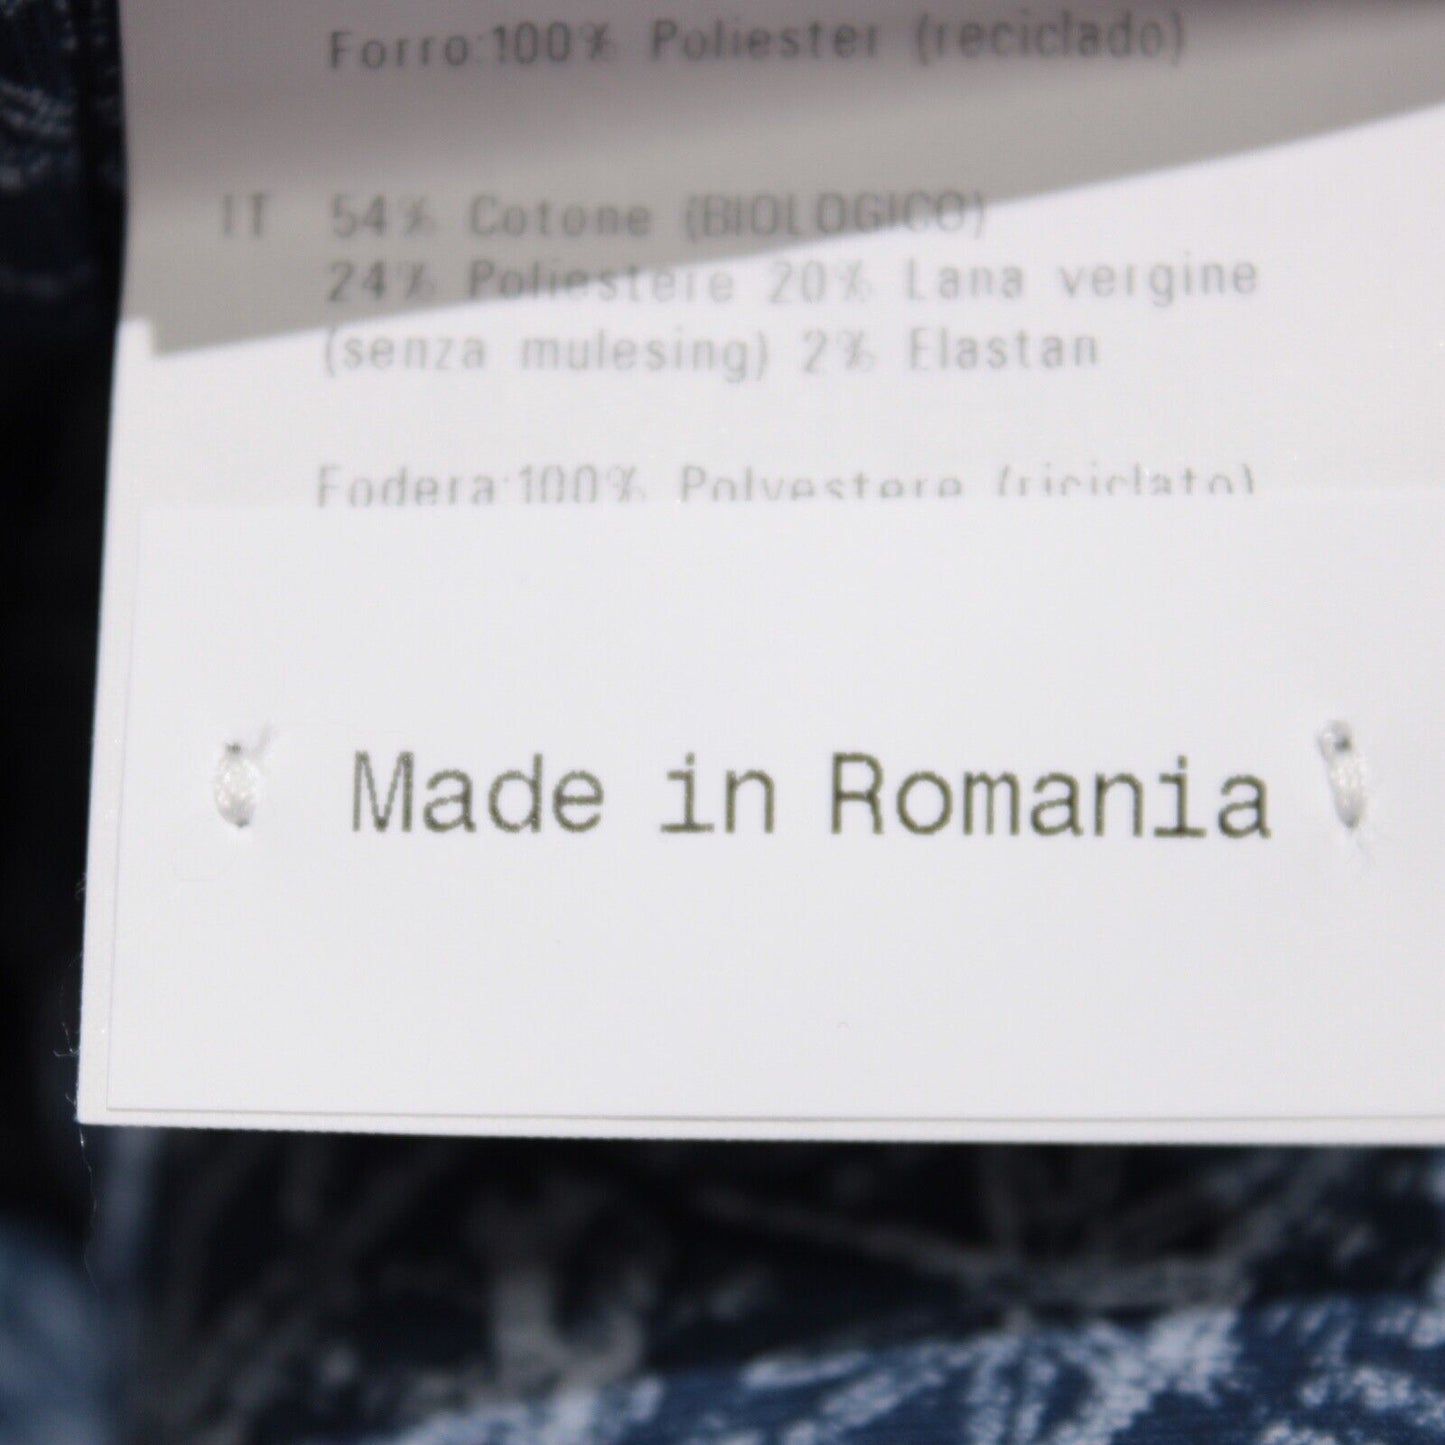 Forro:100% Poliester (reciclado)
IT 54% Cotone (BIOLOGICO)
24% Poliestere 20% Lana vergine
(senza mulesing) 2% Elastan
Fodera:100% Polyestere (riciclato)
Made in Romania